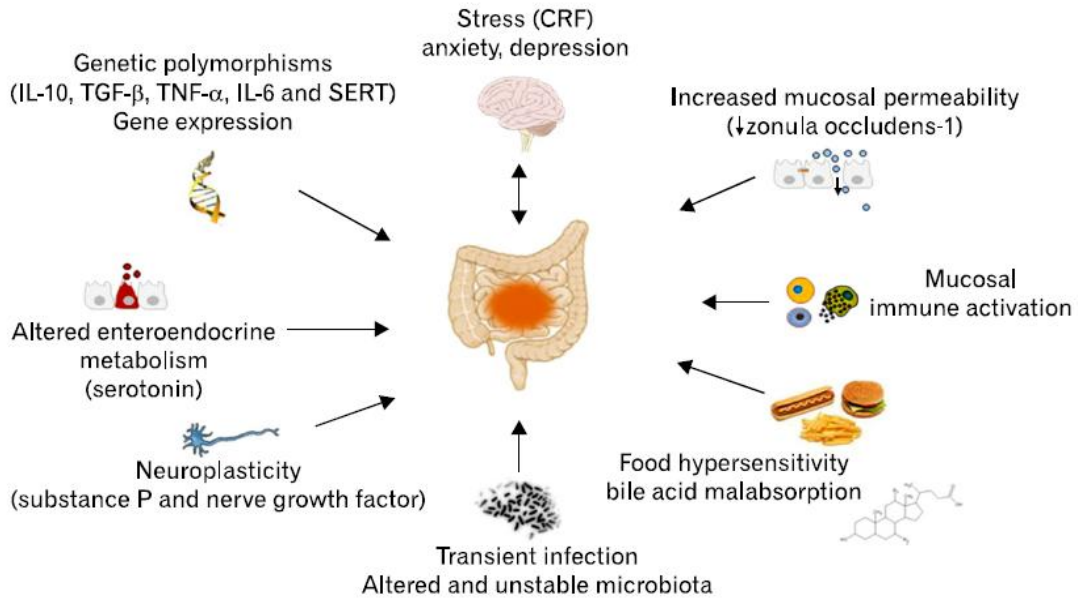 Stress (CRF)
anxiety, depression
Genetic polymorphisms
(IL-10, TGF-β, TNF-α, IL-6 and SERT)
Gene expression
Increased mucosal permeability
(↓zonula occludens-1)
Mucosal
immune activation
Altered enteroendocrine
metabolism
(serotonin)
Neuroplasticity
(substance P and nerve growth factor)
Food hypersensitivity
bile acid malabsorption
Transient infection
Altered and unstable microbiota